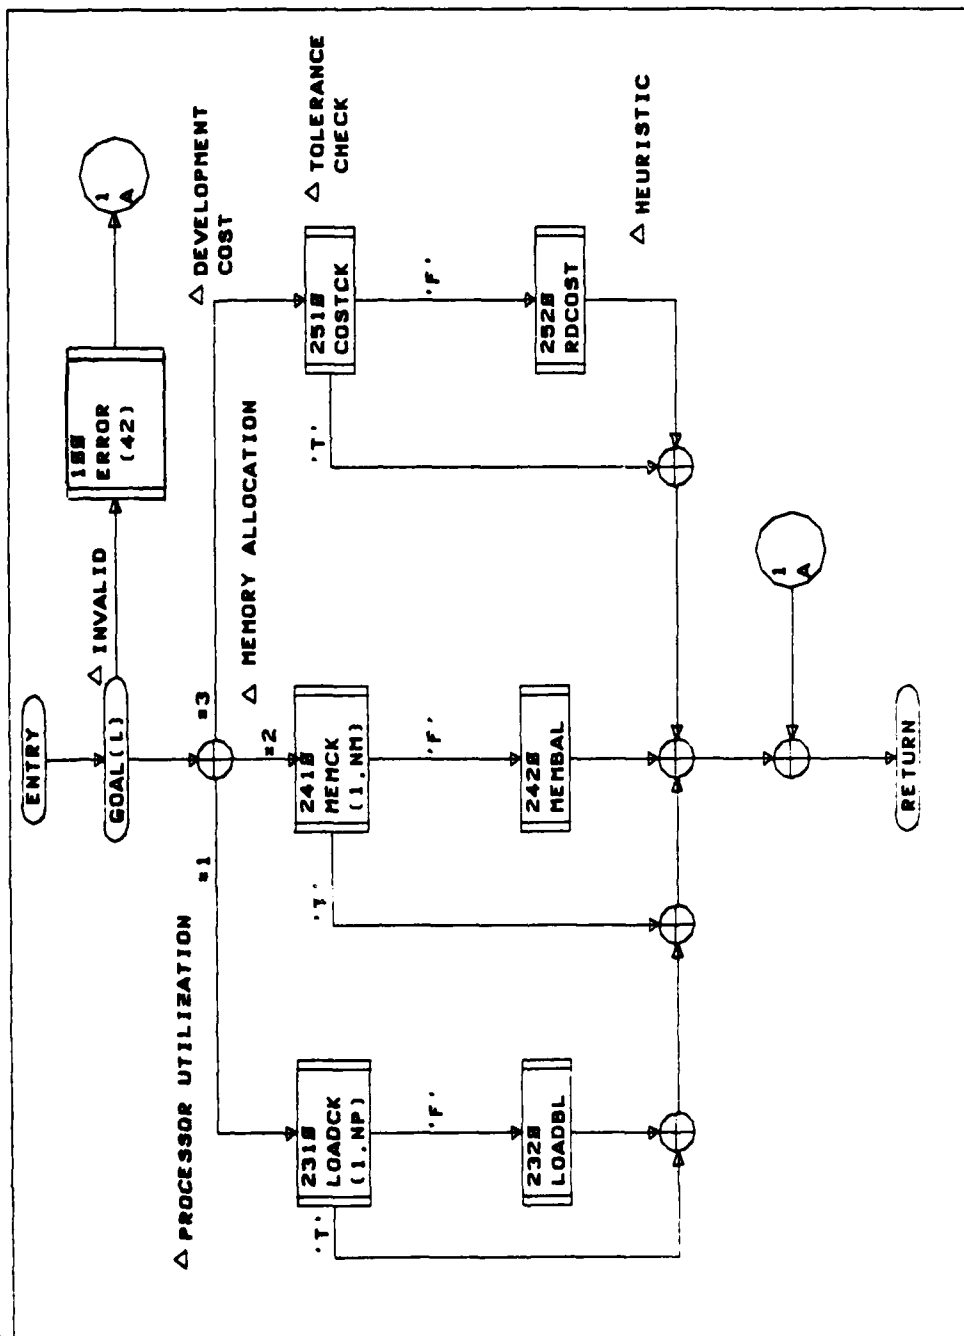 ENTRY
GOAL(L)
△ INVALID
100
ERROR
(42)
1
A
=1
=2
=3
△ PROCESSOR UTILIZATION
△ MEMORY ALLOCATION
△ DEVELOPMENT
COST
2310
LOADCK
(1.NP)
2410
MEMCK
(1.NM)
2510
COSTCK
△ TOLERANCE
CHECK
'T'
'F'
'T'
'F'
'T'
'F'
2320
LOADBL
2420
MEMBAL
2520
RDCOST
△ HEURISTIC
1
A
RETURN